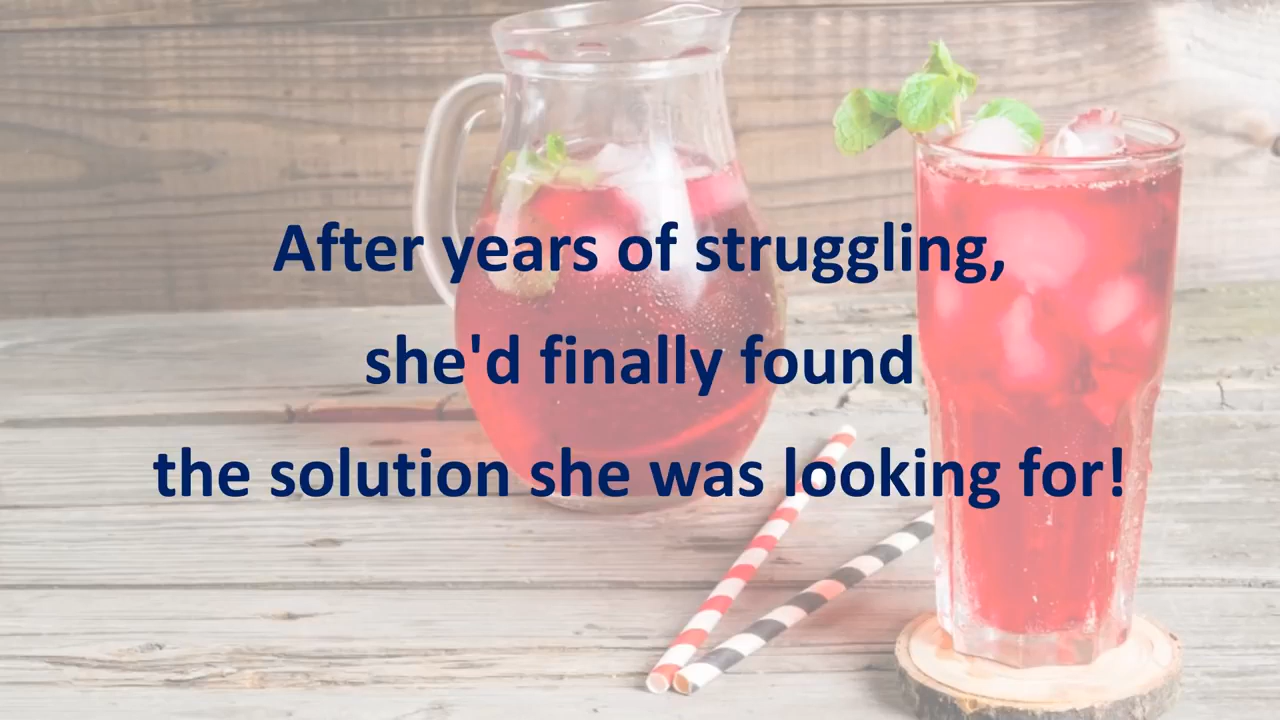 After years of struggling,
she'd finally found
the solution she was looking for!